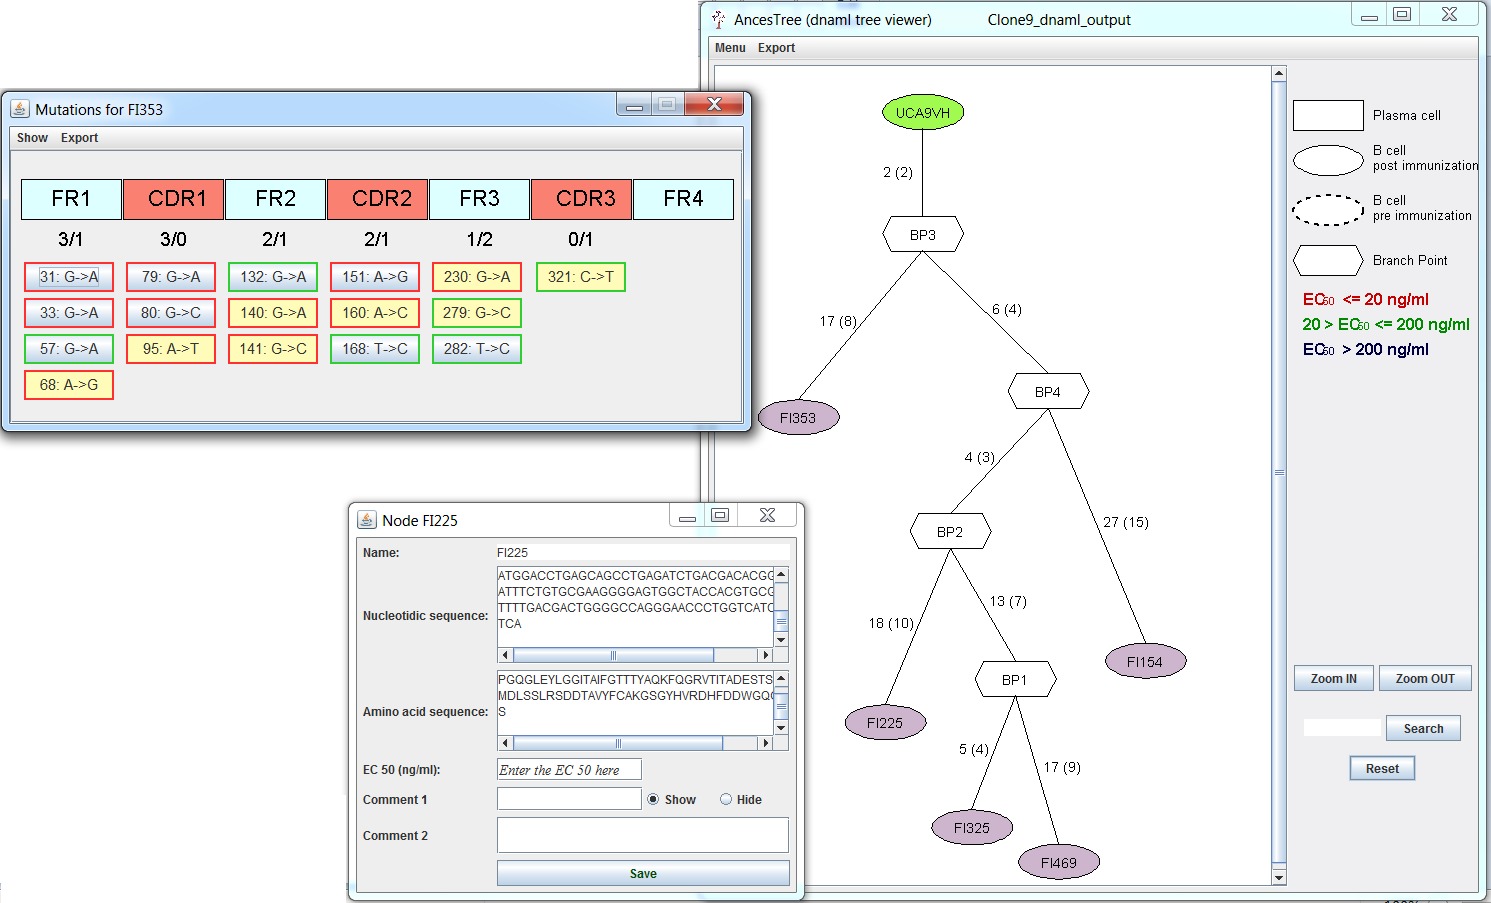 AncesTree (dnaml tree viewer) Clone9_dnaml_output
Menu Export
UCA9VH
2 (2)
BP3
17 (8)
6 (4)
FI353
BP4
4 (3)
27 (15)
BP2
18 (10)
13 (7)
FI154
BP1
FI225
5 (4)
17 (9)
FI325
FI469
Plasma cell
B cell
post immunization
B cell
pre immunization
Branch Point
EC50 <= 20 ng/ml
20 > EC50 <= 200 ng/ml
EC50 > 200 ng/ml
Zoom IN Zoom OUT
Search
Reset
Mutations for FI353
Show Export
FR1 CDR1 FR2 CDR2 FR3 CDR3 FR4
3/1 3/0 2/1 2/1 1/2 0/1
31: G->A 79: G->A 132: G->A 151: A->G 230: G->A 321: C->T
33: G->A 80: G->C 140: G->A 160: A->C 279: G->C
57: G->A 95: A->T 141: G->C 168: T->C 282: T->C
68: A->G
Node FI225
Name: FI225
Nucleotidic sequence:
ATGGACCTGAGCAGCCTGAGATCTGACGACACGG
ATTTCTGTGCGAAGGGGAGTGGCTACCACGTGCG
TTTTGACGACTGGGGCCAGGGAACCCTGGTCATC
TCA
Amino acid sequence:
PGQGLEYLGGITAIFGTTTYAQKFQGRVTITADESTS
MDLSSLRSDDTAVYFCAKGSGYHVRDHFDDWGQG
S
EC 50 (ng/ml): Enter the EC 50 here
Comment 1 Show Hide
Comment 2
Save